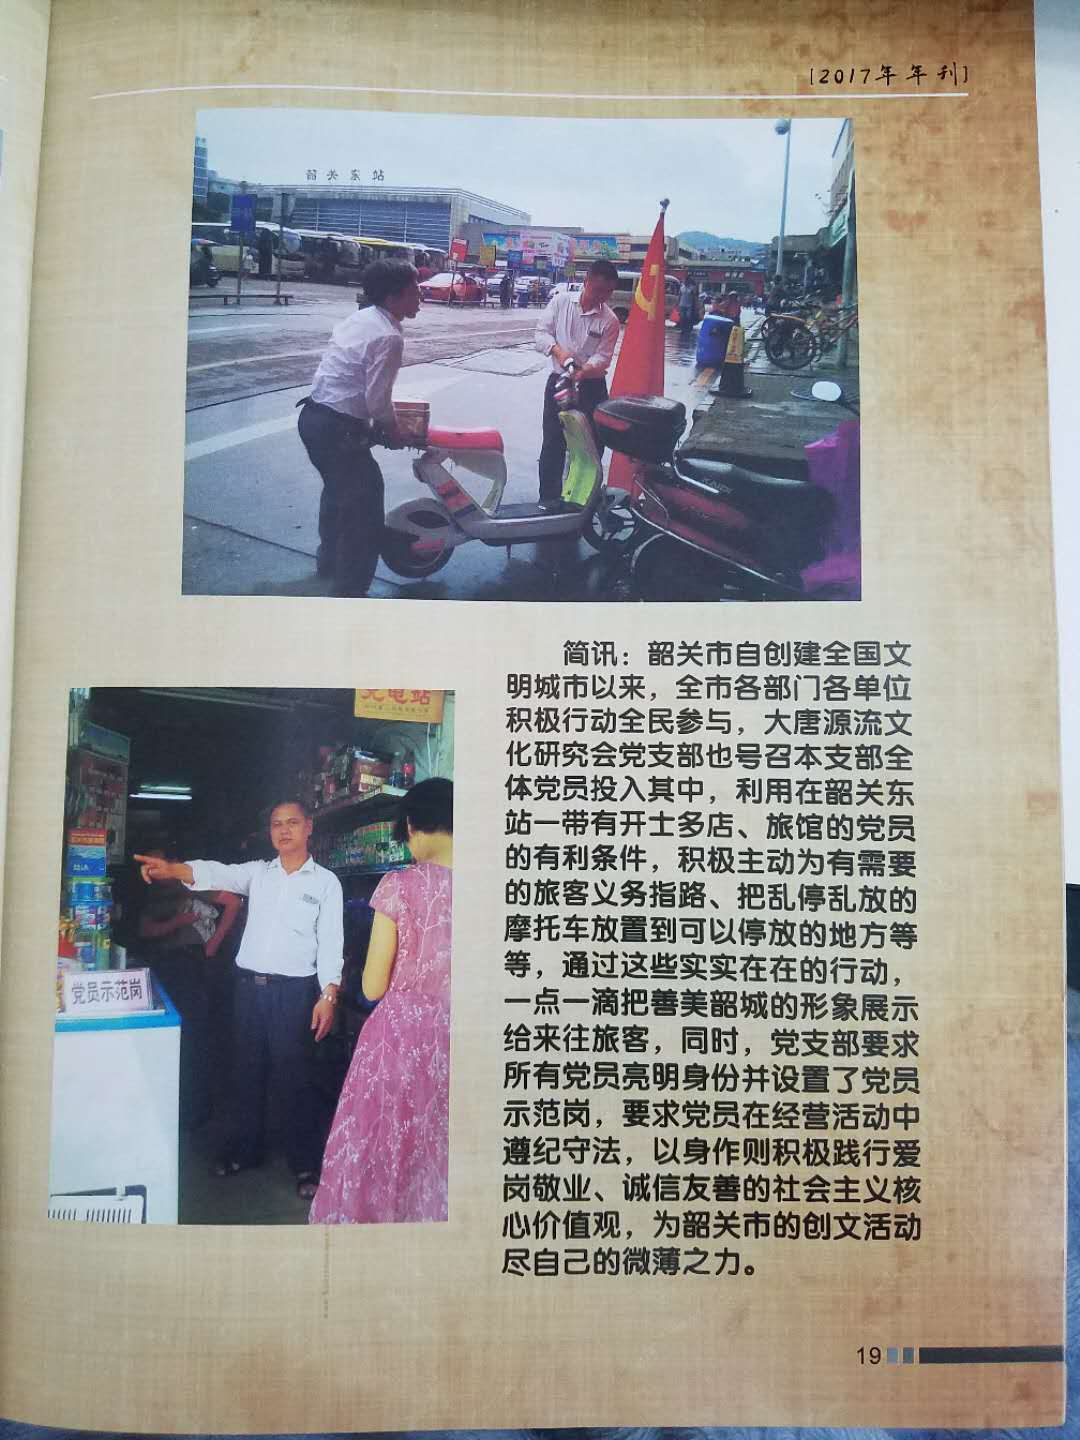 [2017年年刊]
韶关东站
充电站
党员示范岗
简讯：韶关市自创建全国文
明城市以来，全市各部门各单位
积极行动全民参与，大唐源流文
化研究会党支部也号召本支部全
体党员投入其中，利用在韶关东
站一带有开士多店、旅馆的党员
的有利条件，积极主动为有需要
的旅客义务指路、把乱停乱放的
摩托车放置到可以停放的地方等
等，通过这些实实在在的行动，
一点一滴把善美韶城的形象展示
给来往旅客，同时，党支部要求
所有党员亮明身份并设置了党员
示范岗，要求党员在经营活动中
遵纪守法，以身作则积极践行爱
岗敬业、诚信友善的社会主义核
心价值观，为韶关市的创文活动
尽自己的微薄之力。
19